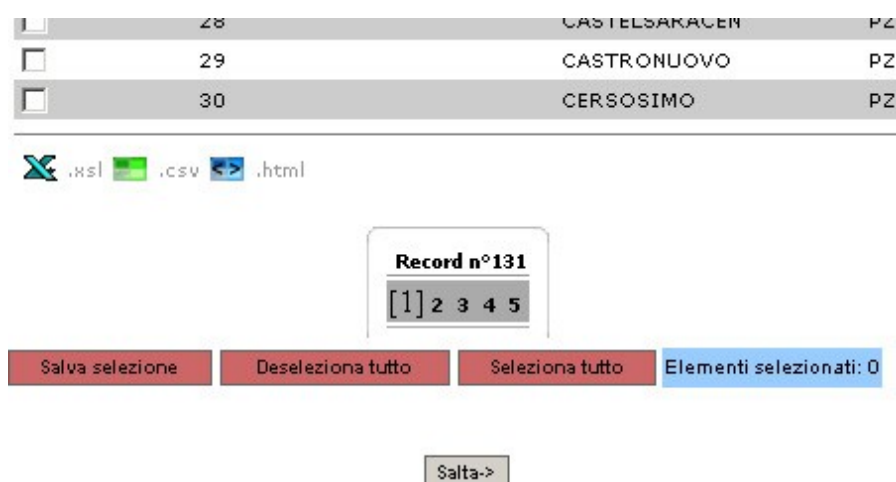 28 CASTELSARACEN PZ
29 CASTRONUOVO PZ
30 CERSOSIMO PZ
.xsl .csv .html
Record n°131
[1] 2 3 4 5
Salva selezione Deseleziona tutto Seleziona tutto Elementi selezionati: 0
Salta->